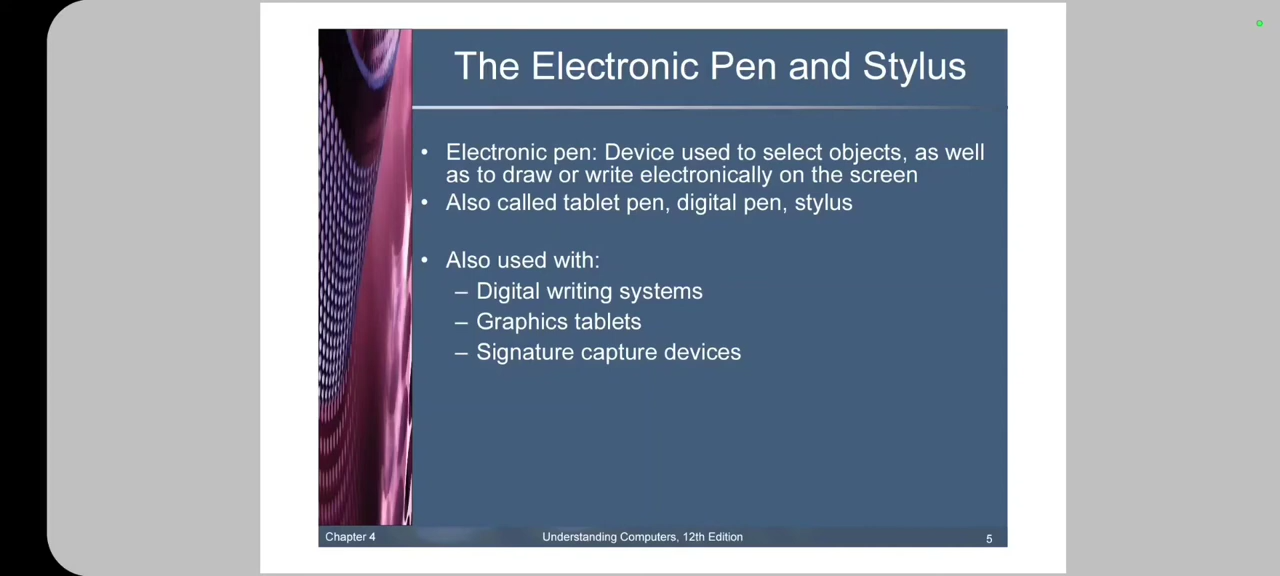 The Electronic Pen and Stylus
• Electronic pen: Device used to select objects, as well
as to draw or write electronically on the screen
• Also called tablet pen, digital pen, stylus
• Also used with:
– Digital writing systems
– Graphics tablets
– Signature capture devices
Chapter 4
Understanding Computers, 12th Edition
5